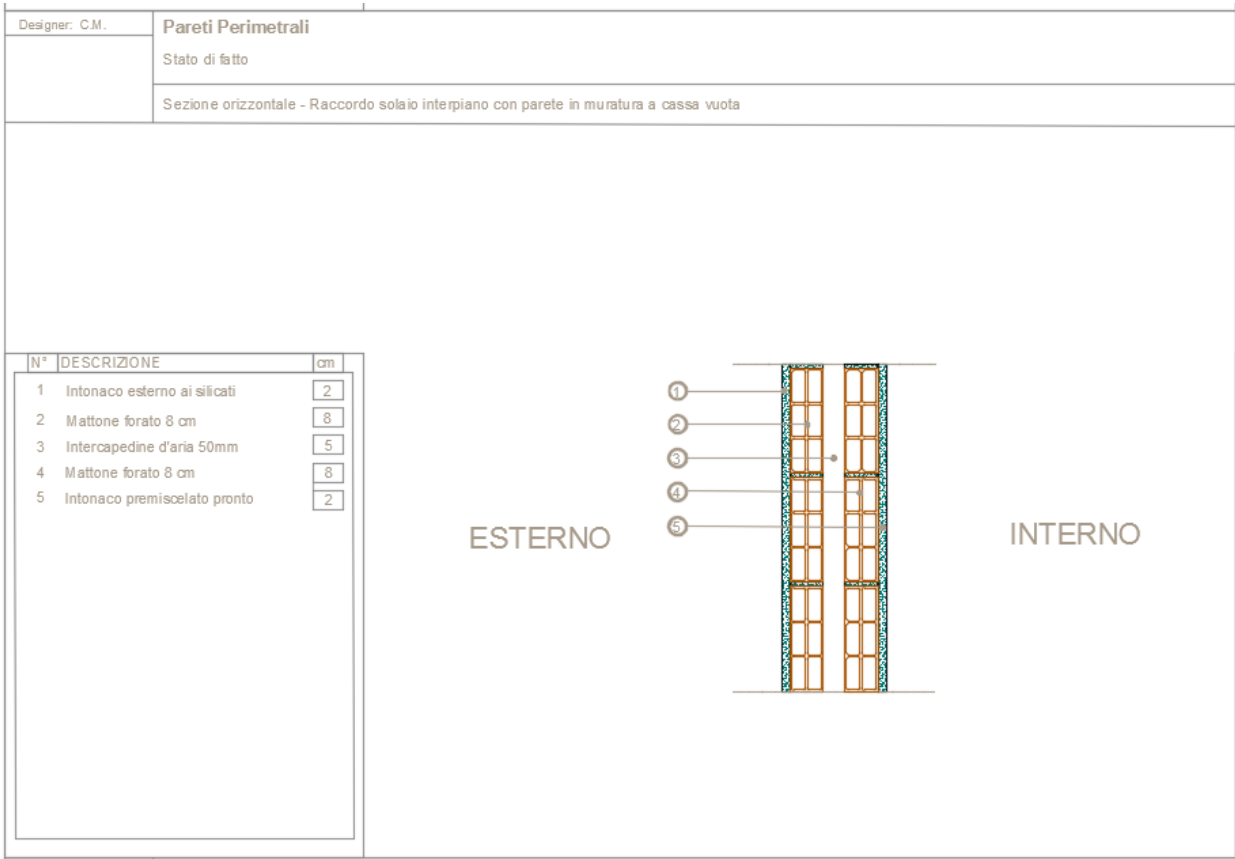 Designer: C.M.
Pareti Perimetrali
Stato di fatto
Sezione orizzontale - Raccordo solaio interpiano con parete in muratura a cassa vuota
N° DESCRIZIONE cm
1 Intonaco esterno ai silicati 2
2 Mattone forato 8 cm 8
3 Intercapedine d'aria 50mm 5
4 Mattone forato 8 cm 8
5 Intonaco premiscelato pronto 2
1
2
3
4
5
ESTERNO
INTERNO